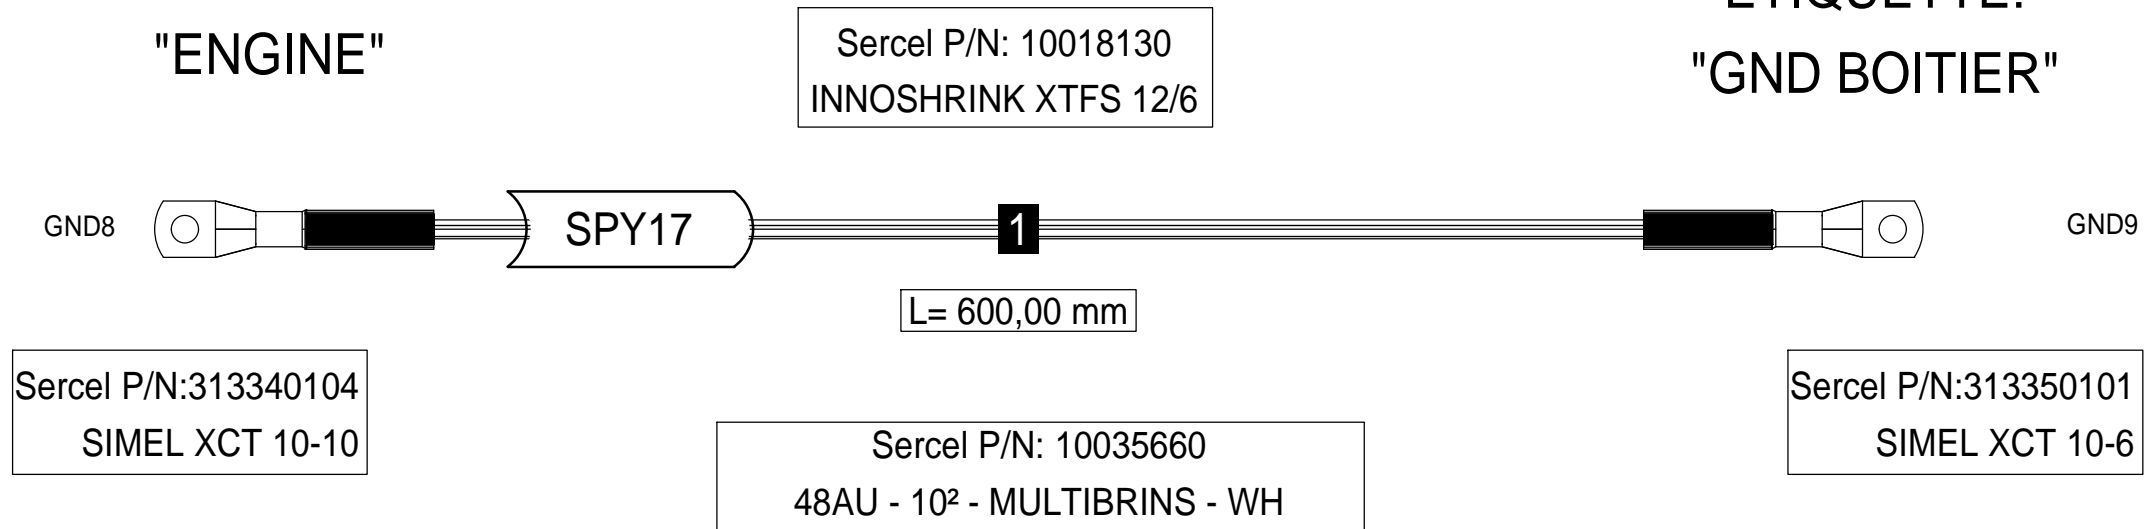 ETIQUETTE:
"ENGINE"
"GND BOITIER"
Sercel P/N: 10018130
INNOSHRINK XTFS 12/6
GND8
SPY17
1
GND9
L= 600,00 mm
Sercel P/N:313340104
SIMEL XCT 10-10
Sercel P/N:313350101
SIMEL XCT 10-6
Sercel P/N: 10035660
48AU - 10² - MULTIBRINS - WH